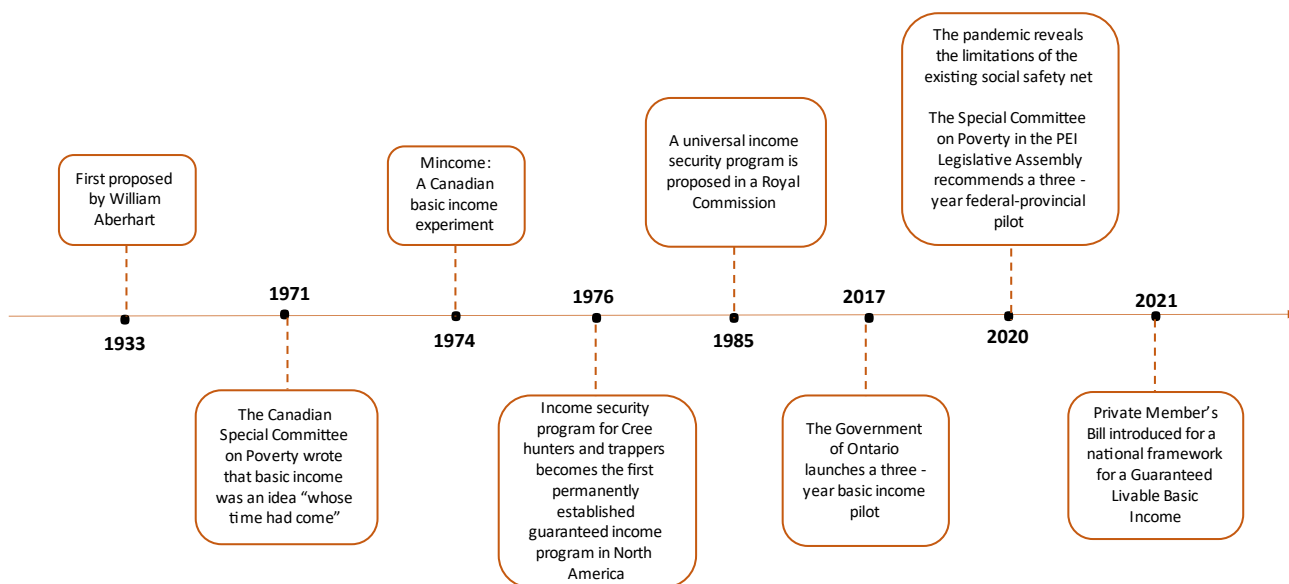 First proposed
by William
Aberhart
1933
1971
The Canadian
Special Committee
on Poverty wrote
that basic income
was an idea “whose
time had come”
Mincome:
A Canadian
basic income
experiment
1974
1976
Income security
program for Cree
hunters and trappers
becomes the first
permanently
established
guaranteed income
program in North
America
A universal income
security program is
proposed in a Royal
Commission
1985
2017
The Government
of Ontario
launches a three -
year basic income
pilot
The pandemic reveals
the limitations of the
existing social safety net
The Special Committee
on Poverty in the PEI
Legislative Assembly
recommends a three -
year federal-provincial
pilot
2020
2021
Private Member’s
Bill introduced for a
national framework
for a Guaranteed
Livable Basic
Income